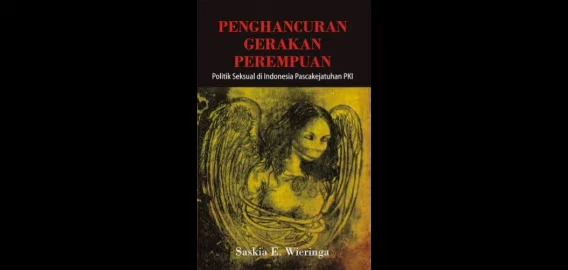 PENGHANCURAN
GERAKAN
PEREMPUAN
Politik Seksual di Indonesia Pascakejatuhan PKI
Saskia E. Wieringa